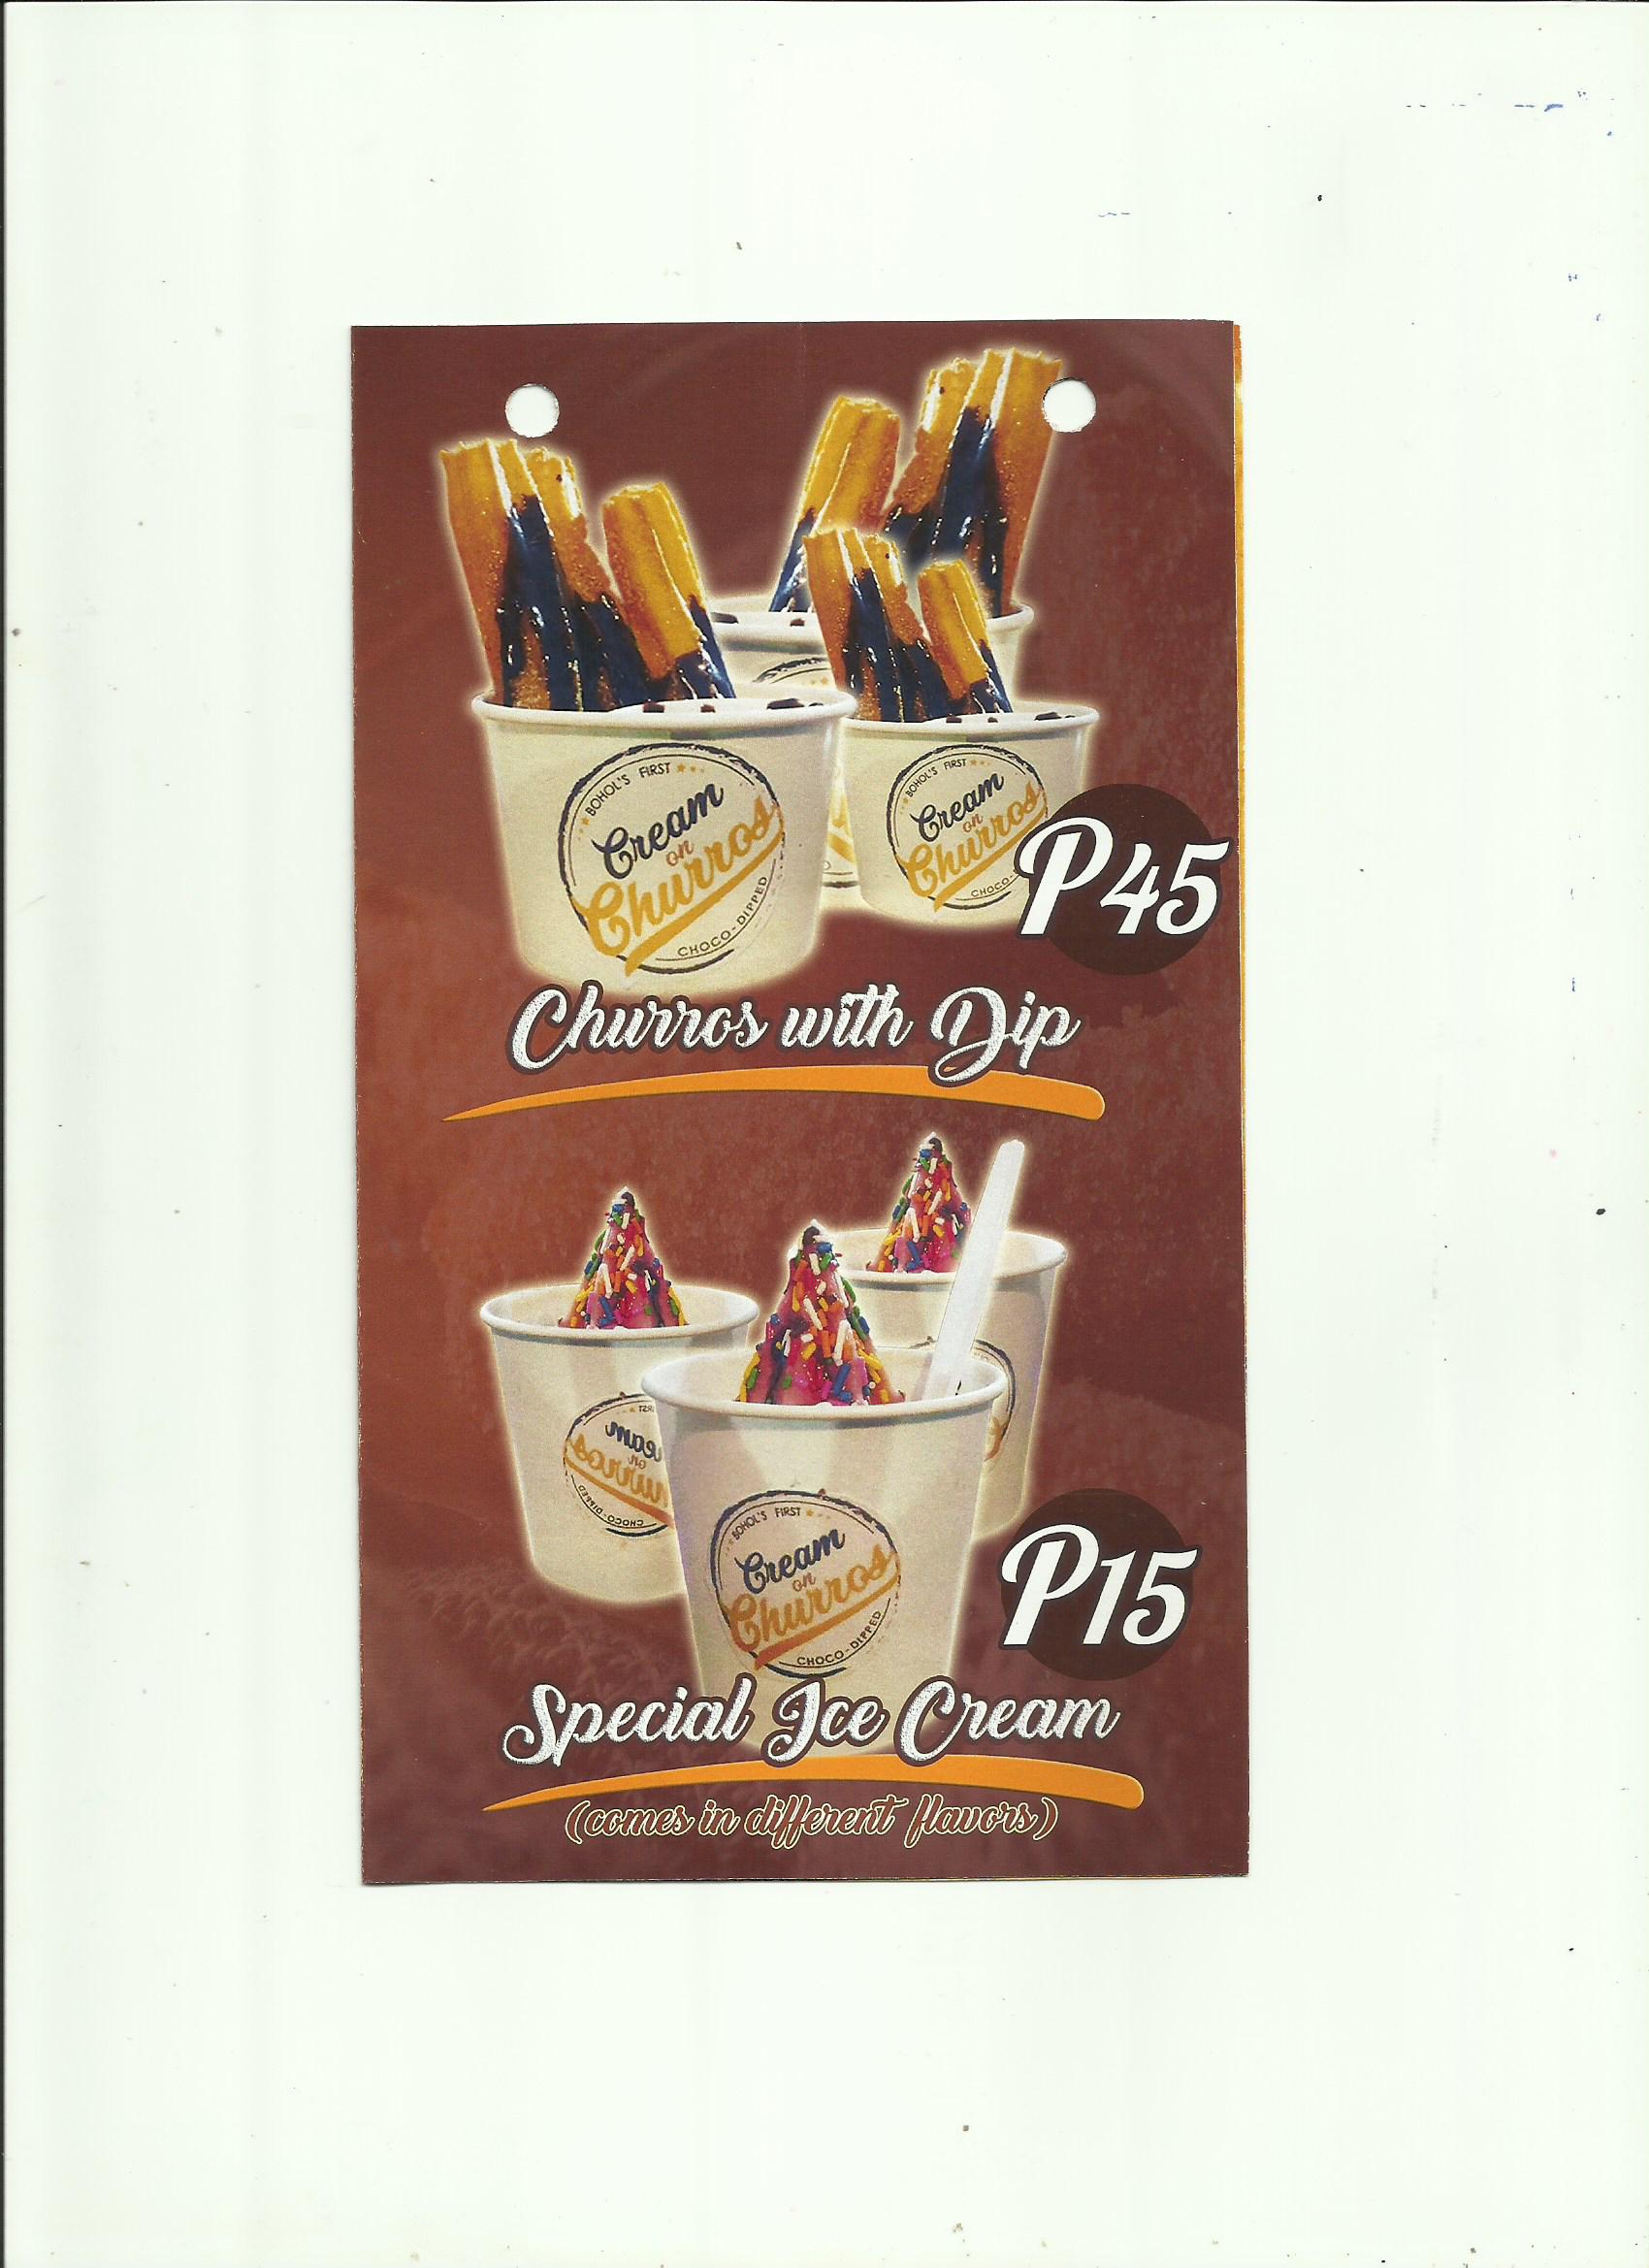 BOHOL'S FIRST
Cream
on
Churros
CHOCO-DIPPED
BOHOL'S FIRST
Cream
on
Churros
CHOCO-
P45
Churros with Dip
BOHOL'S FIRST
Cream
on
Churros
CHOCO-DIPPED
P15
Special Ice Cream
(comes in different flavors)